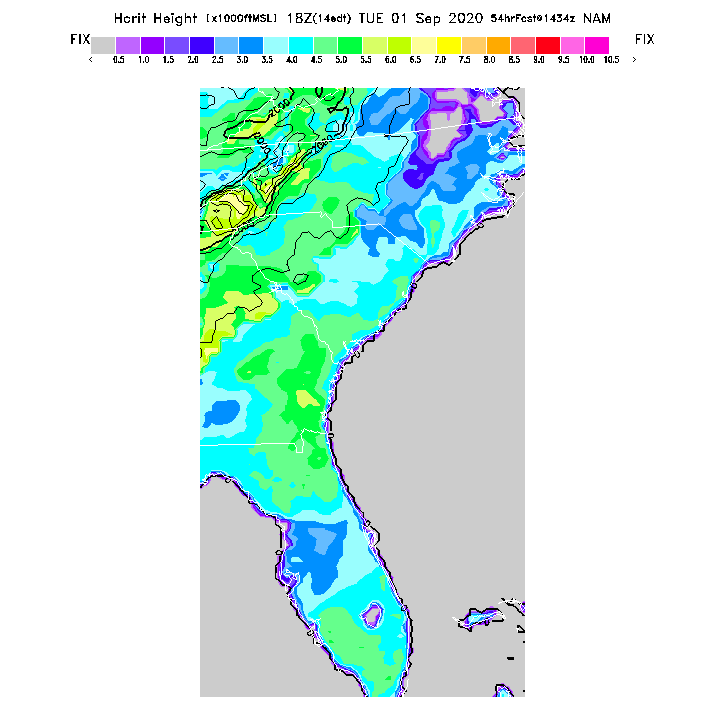 Hcrit Height [x1000ftMSL] 18Z(14edt) TUE 01 Sep 2020 54hrFcst@1434z NAM
FIX FIX
< 0.5 1.0 1.5 2.0 2.5 3.0 3.5 4.0 4.5 5.0 5.5 6.0 6.5 7.0 7.5 8.0 8.5 9.0 9.5 10.0 10.5 >
2000
2000